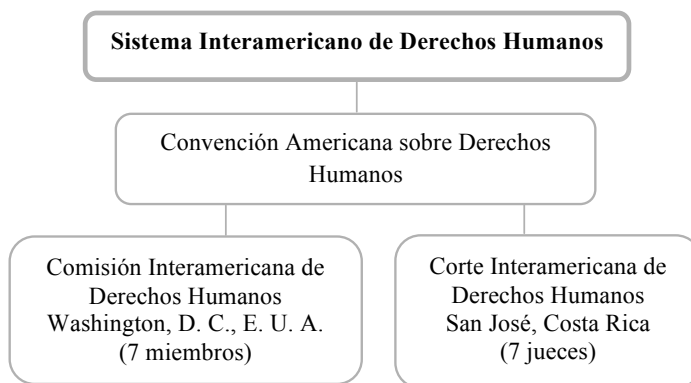 Sistema Interamericano de Derechos Humanos
Convención Americana sobre Derechos
Humanos
Comisión Interamericana de
Derechos Humanos
Washington, D. C., E. U. A.
(7 miembros)
Corte Interamericana de
Derechos Humanos
San José, Costa Rica
(7 jueces)